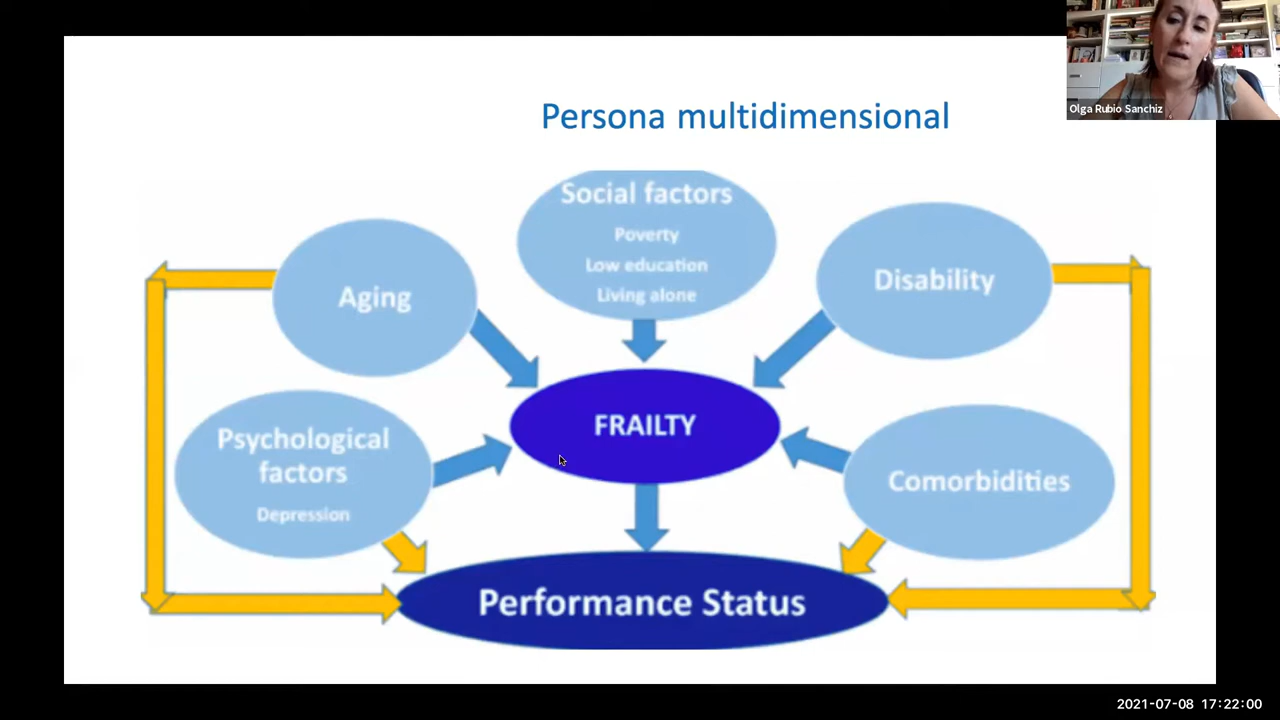 Olga Rubio Sanchiz
Persona multidimensional
Social factors
Poverty
Low education
Living alone
Aging
Disability
FRAILTY
Psychological
factors
Depression
Comorbidities
Performance Status
2021-07-08 17:22:00